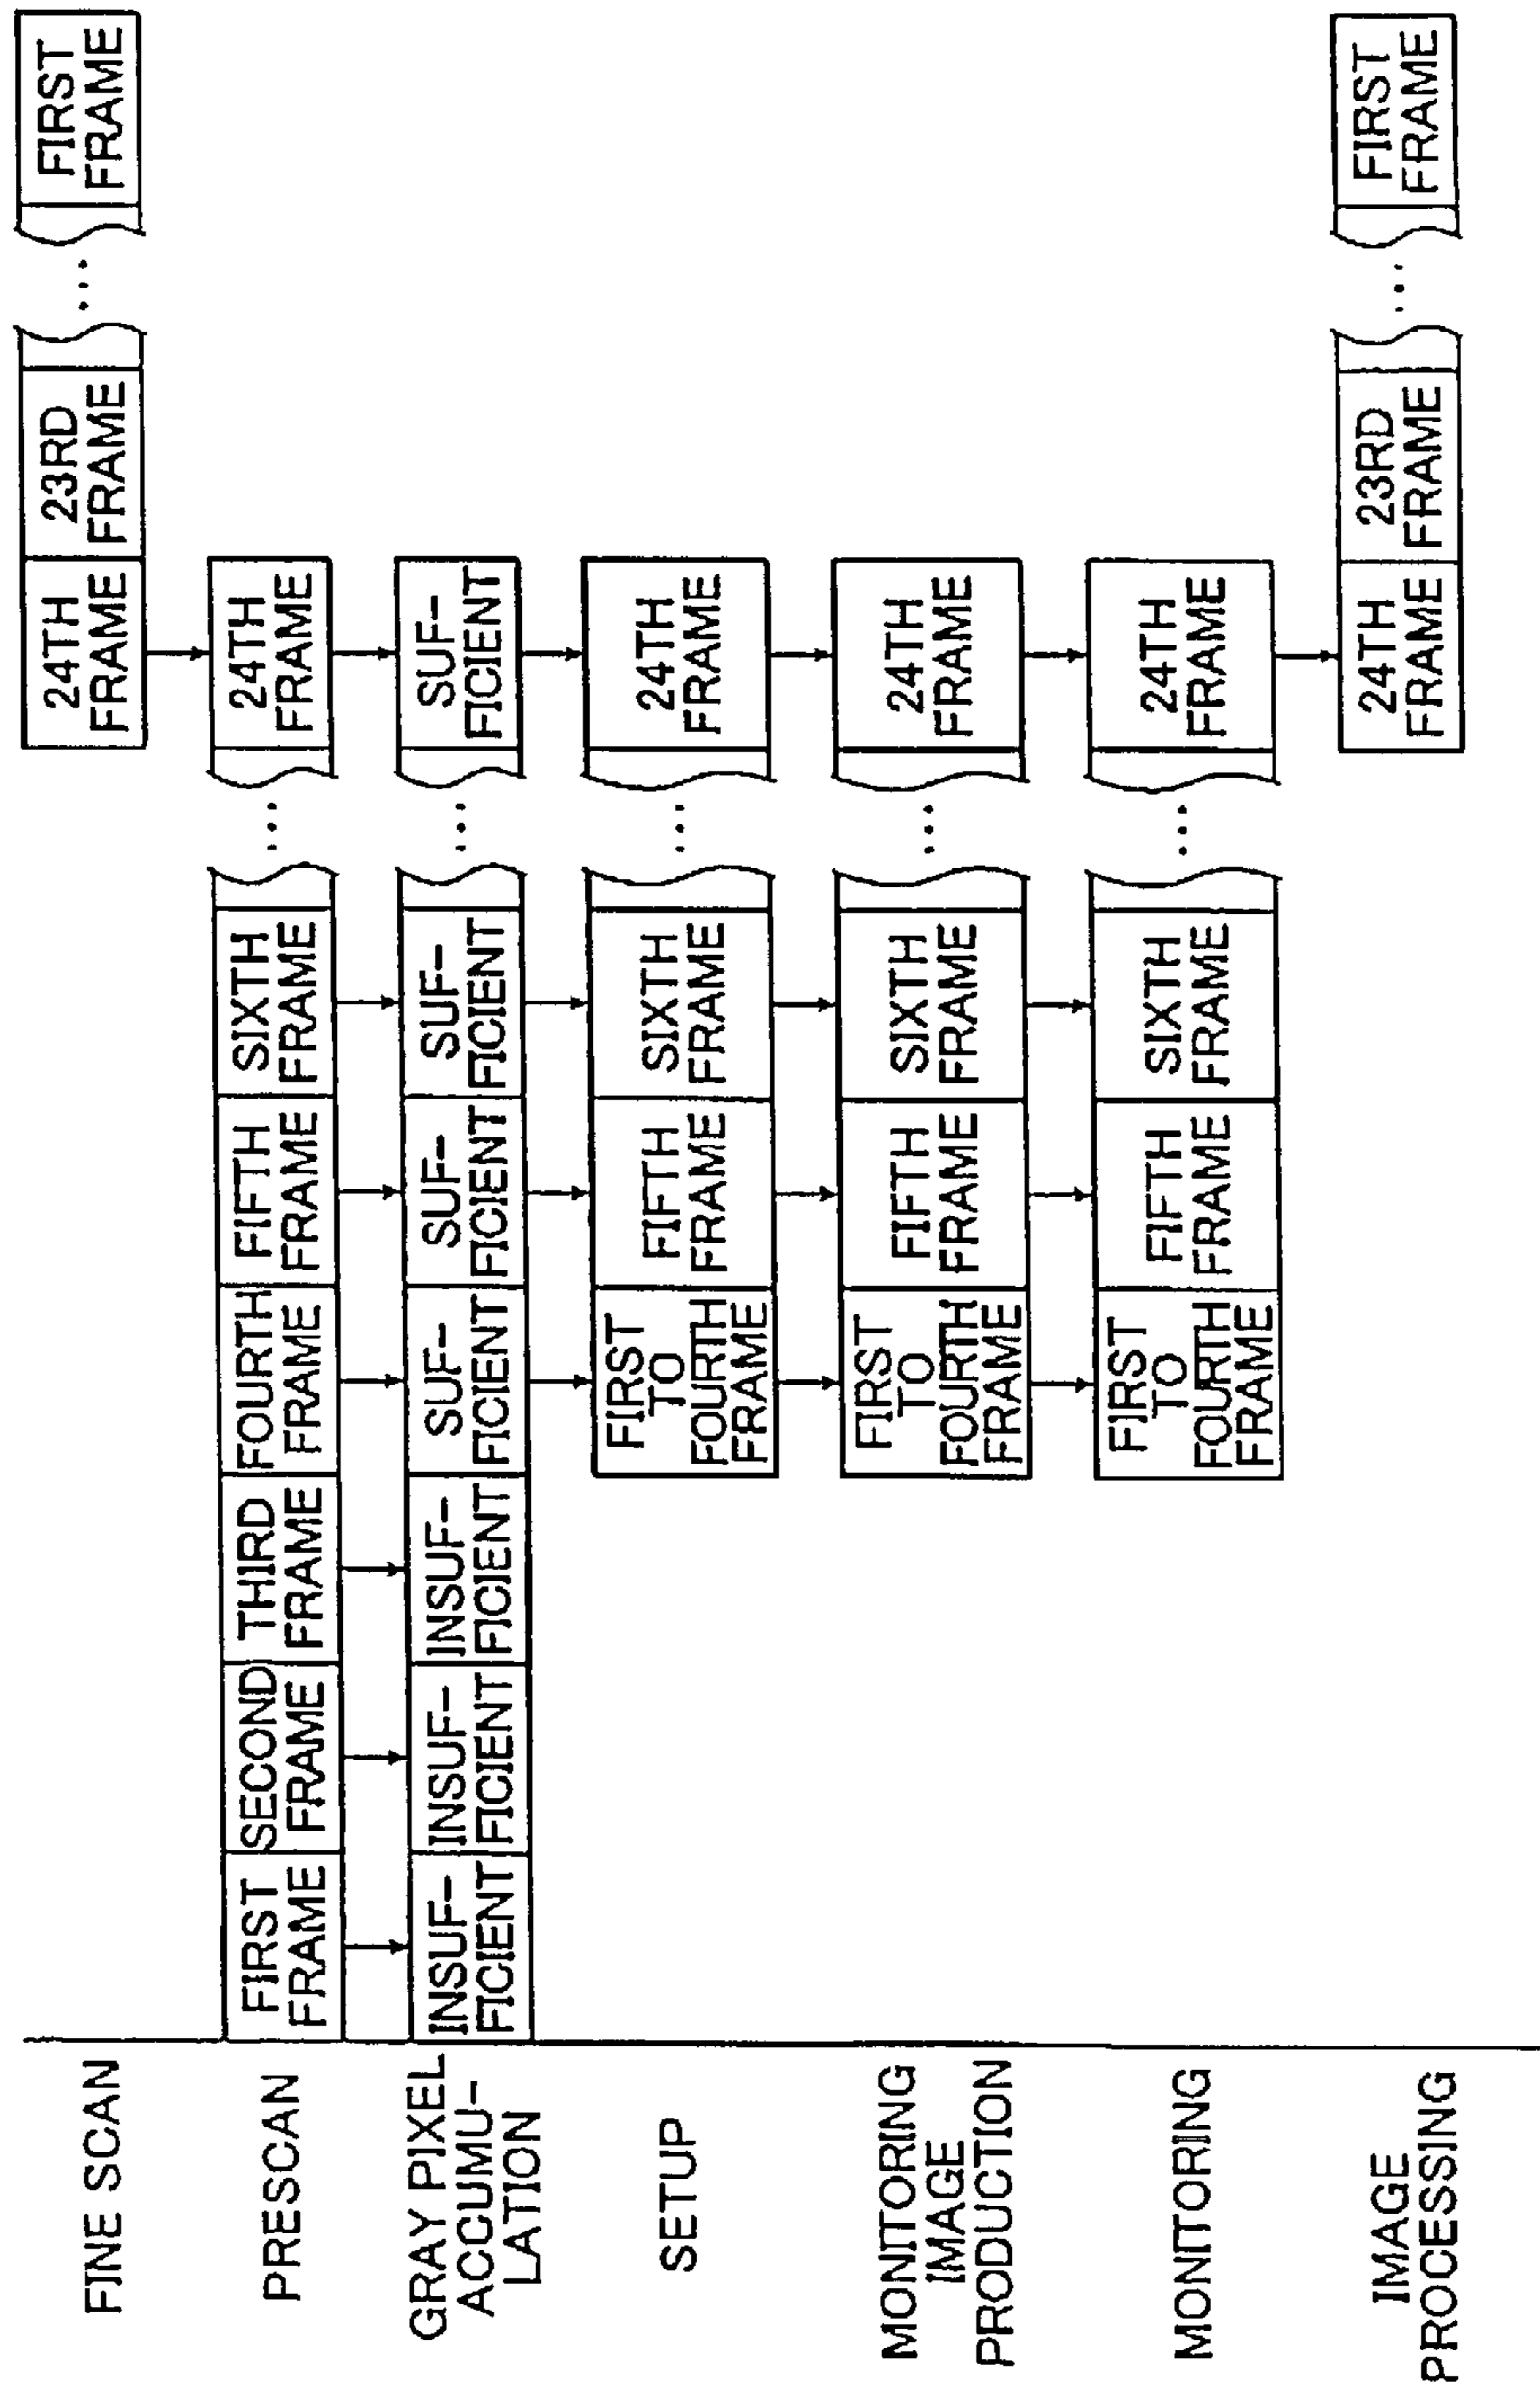 FINE SCAN
24TH
FRAME
23RD
FRAME
...
FIRST
FRAME
PRESCAN
FIRST
FRAME
SECOND
FRAME
THIRD
FRAME
FOURTH
FRAME
FIFTH
FRAME
SIXTH
FRAME
...
24TH
FRAME
GRAY PIXEL
ACCUMU-
LATION
INSUF-
FICIENT
INSUF-
FICIENT
INSUF-
FICIENT
SUF-
FICIENT
SUF-
FICIENT
SUF-
FICIENT
...
SUF-
FICIENT
SETUP
FIRST
TO
FOURTH
FRAME
FIFTH
FRAME
SIXTH
FRAME
...
24TH
FRAME
MONITORING
IMAGE
PRODUCTION
FIRST
TO
FOURTH
FRAME
FIFTH
FRAME
SIXTH
FRAME
...
24TH
FRAME
MONITORING
FIRST
TO
FOURTH
FRAME
FIFTH
FRAME
SIXTH
FRAME
...
24TH
FRAME
IMAGE
PROCESSING
24TH
FRAME
23RD
FRAME
...
FIRST
FRAME